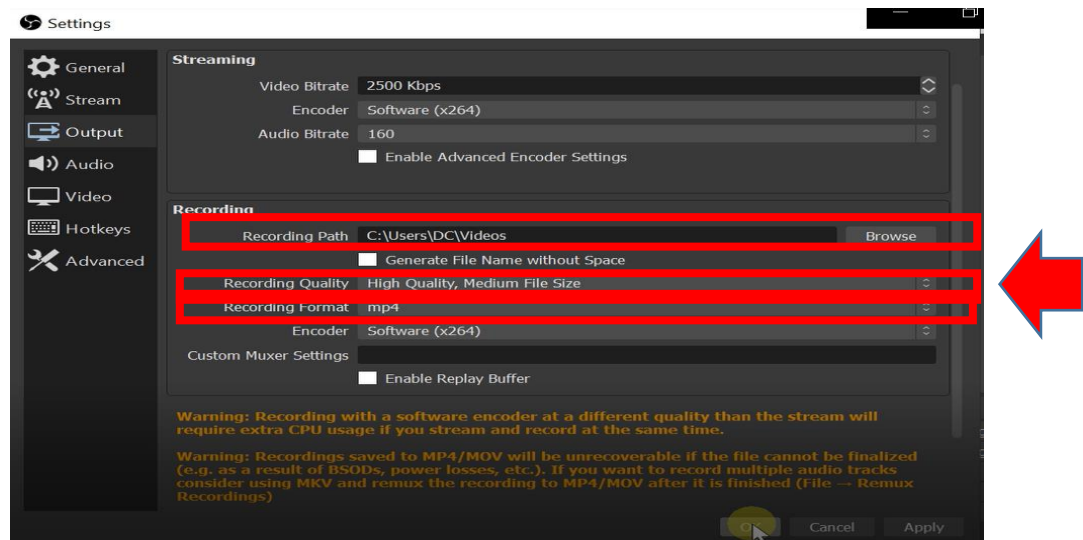 Settings
General
Stream
Output
Audio
Video
Hotkeys
Advanced
Streaming
Video Bitrate 2500 Kbps
Encoder Software (x264)
Audio Bitrate 160
Enable Advanced Encoder Settings
Recording
Recording Path C:\Users\DC\Videos Browse
Generate File Name without Space
Recording Quality High Quality, Medium File Size
Recording Format mp4
Encoder Software (x264)
Custom Muxer Settings
Enable Replay Buffer
Warning: Recording with a software encoder at a different quality than the stream will
require extra CPU usage if you stream and record at the same time.
Warning: Recordings saved to MP4/MOV will be unrecoverable if the file cannot be finalized
(e.g. as a result of BSODs, power losses, etc.). If you want to record multiple audio tracks
consider using MKV and remux the recording to MP4/MOV after it is finished (File → Remux
Recordings)
OK Cancel Apply